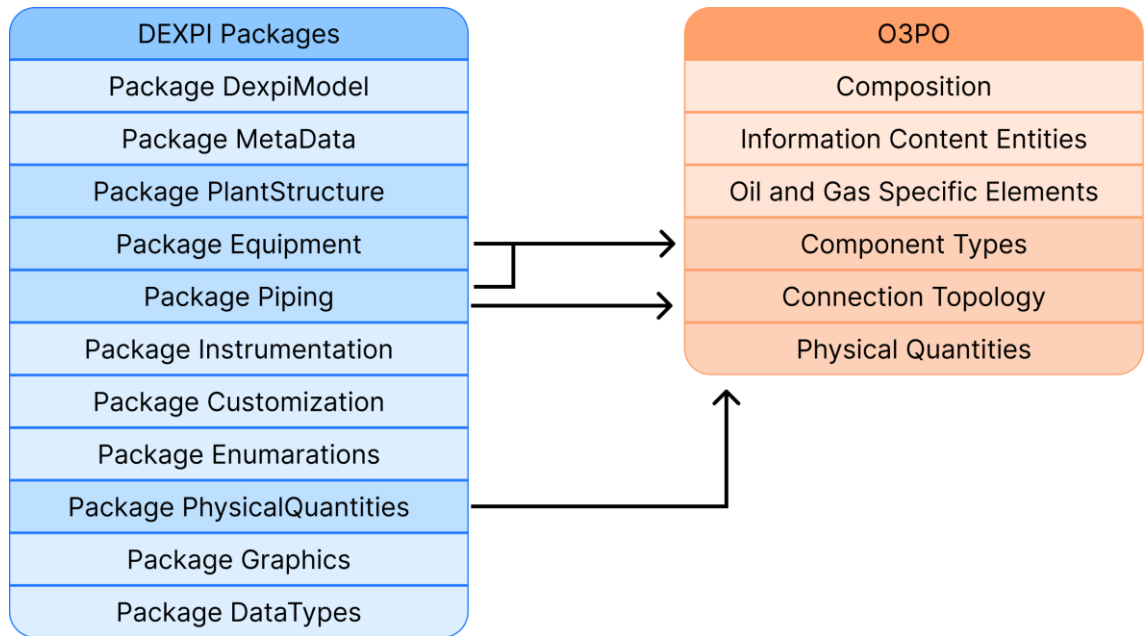 DEXPI Packages
Package DexpiModel
Package MetaData
Package PlantStructure
Package Equipment
Package Piping
Package Instrumentation
Package Customization
Package Enumarations
Package PhysicalQuantities
Package Graphics
Package DataTypes
O3PO
Composition
Information Content Entities
Oil and Gas Specific Elements
Component Types
Connection Topology
Physical Quantities